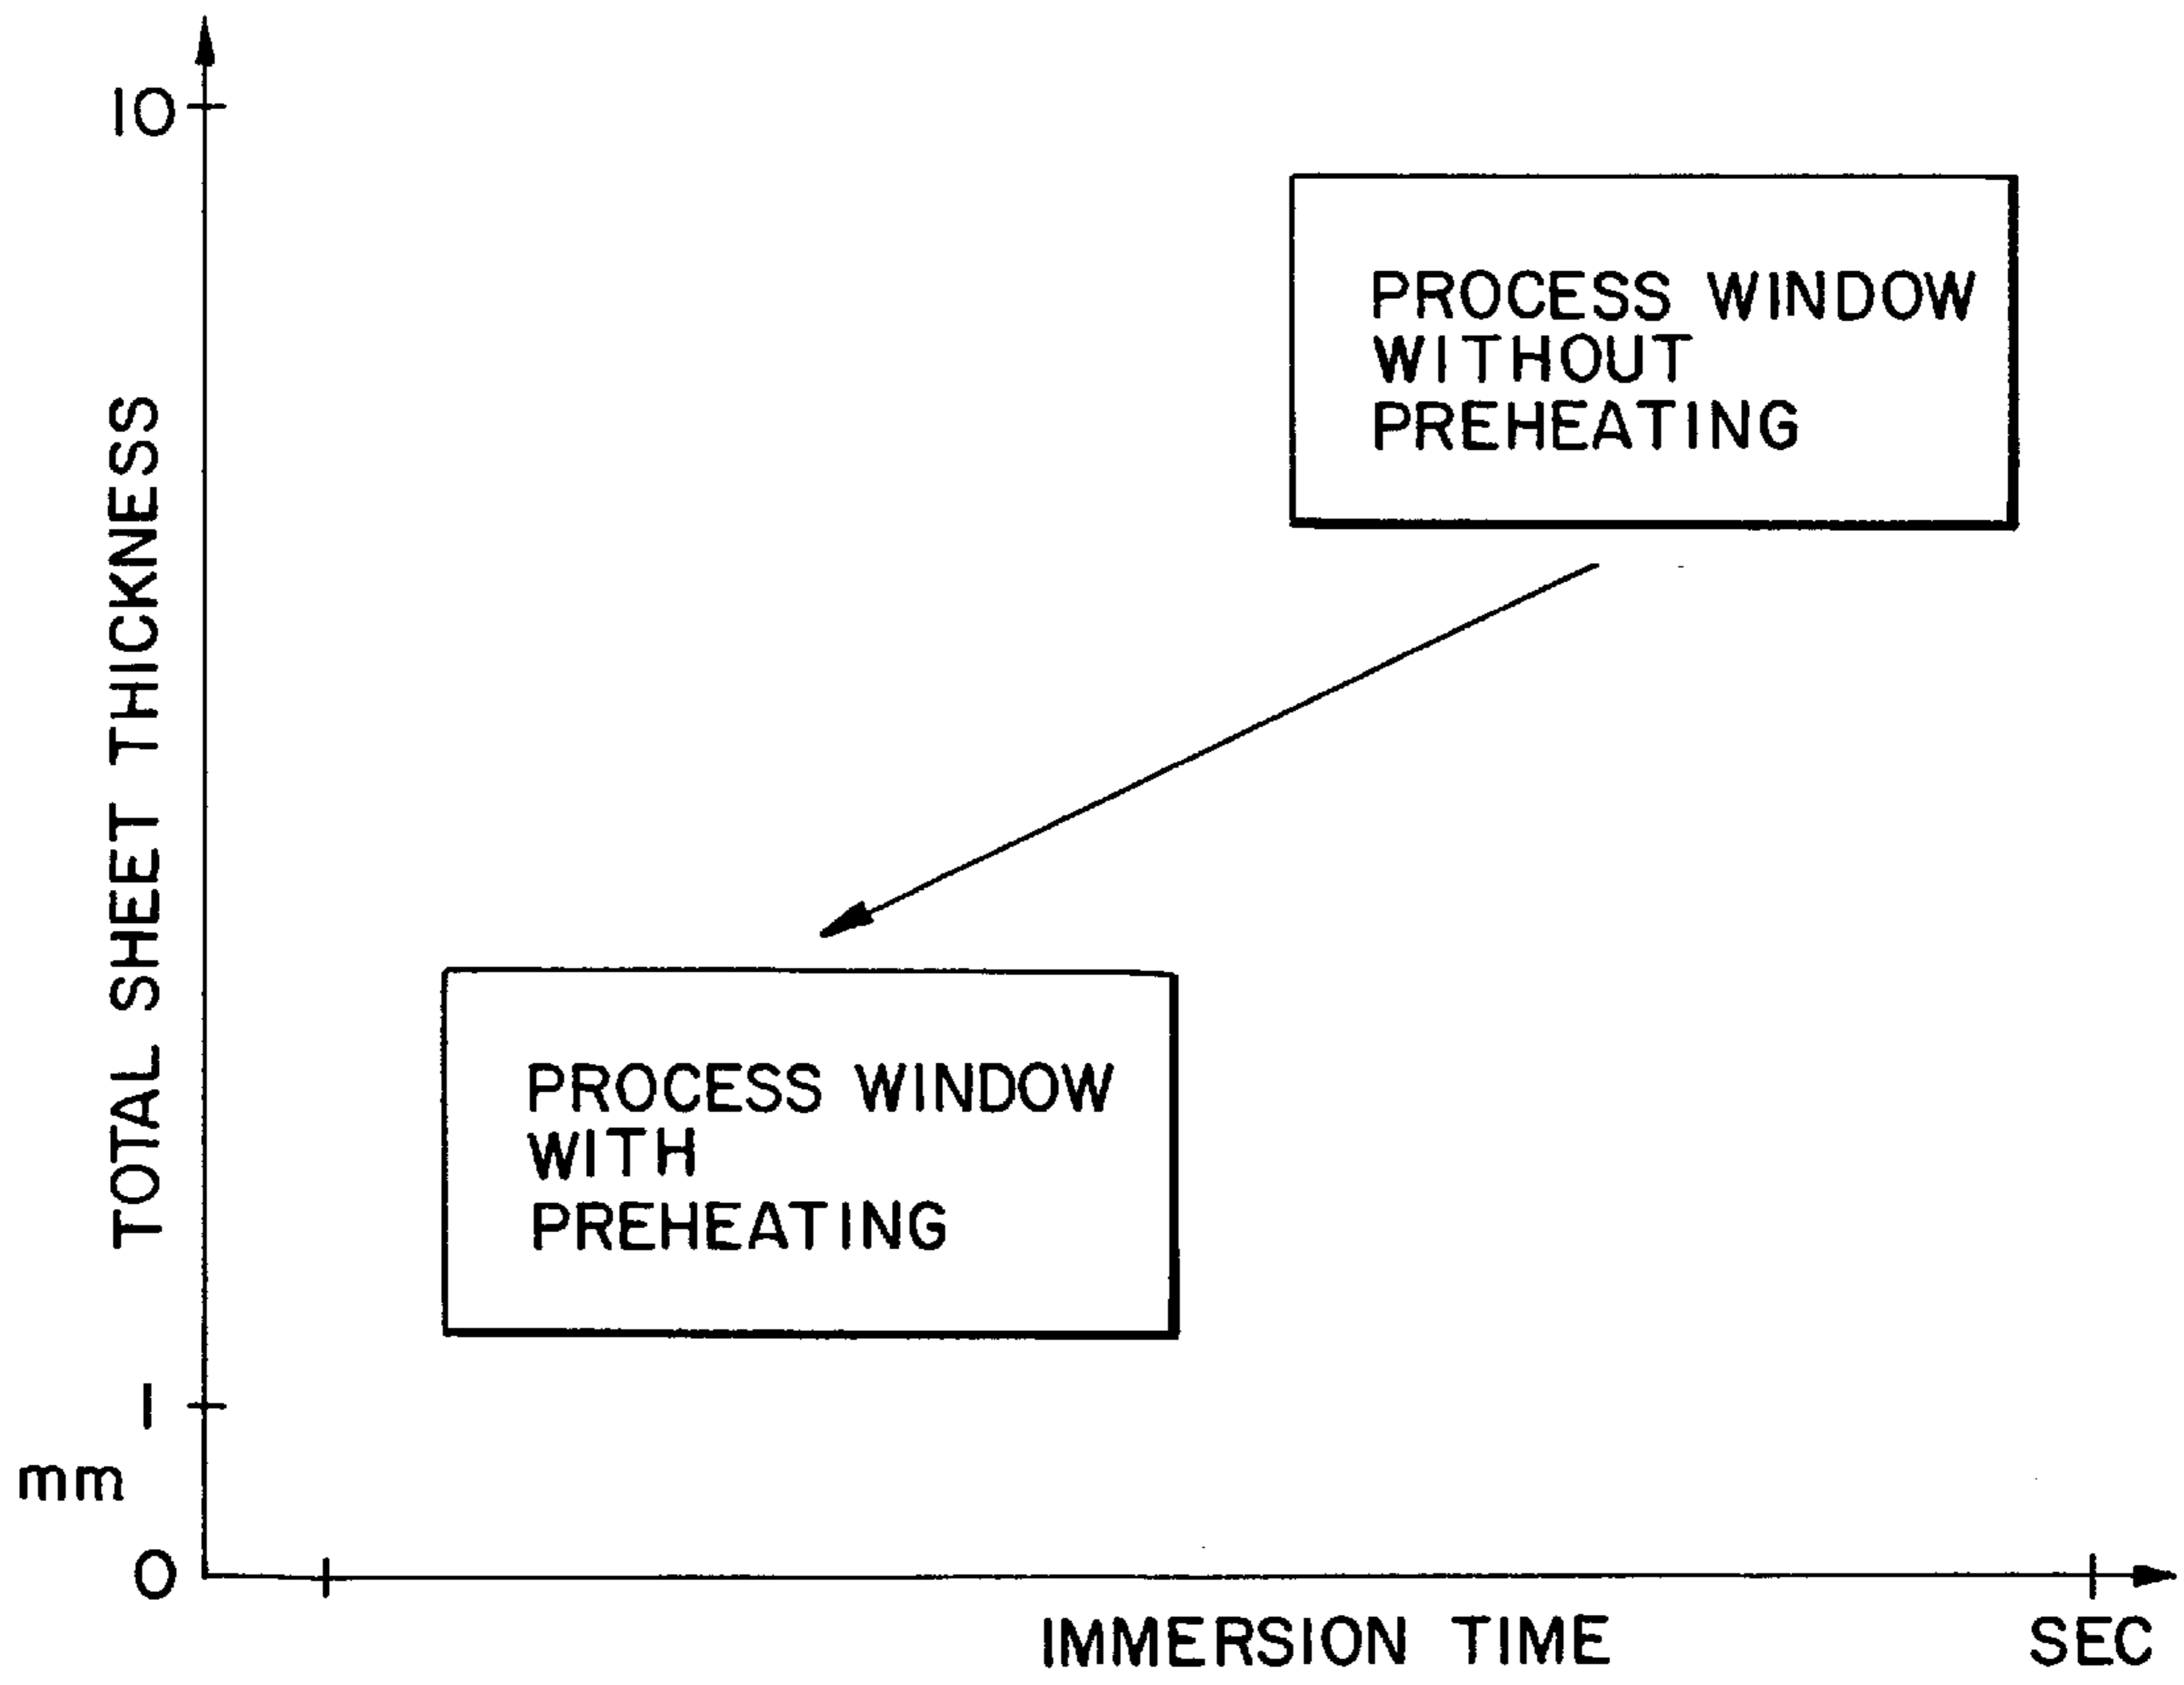 10
PROCESS WINDOW
WITHOUT
PREHEATING
TOTAL SHEET THICKNESS
PROCESS WINDOW
WITH
PREHEATING
1
mm
0
IMMERSION TIME
SEC